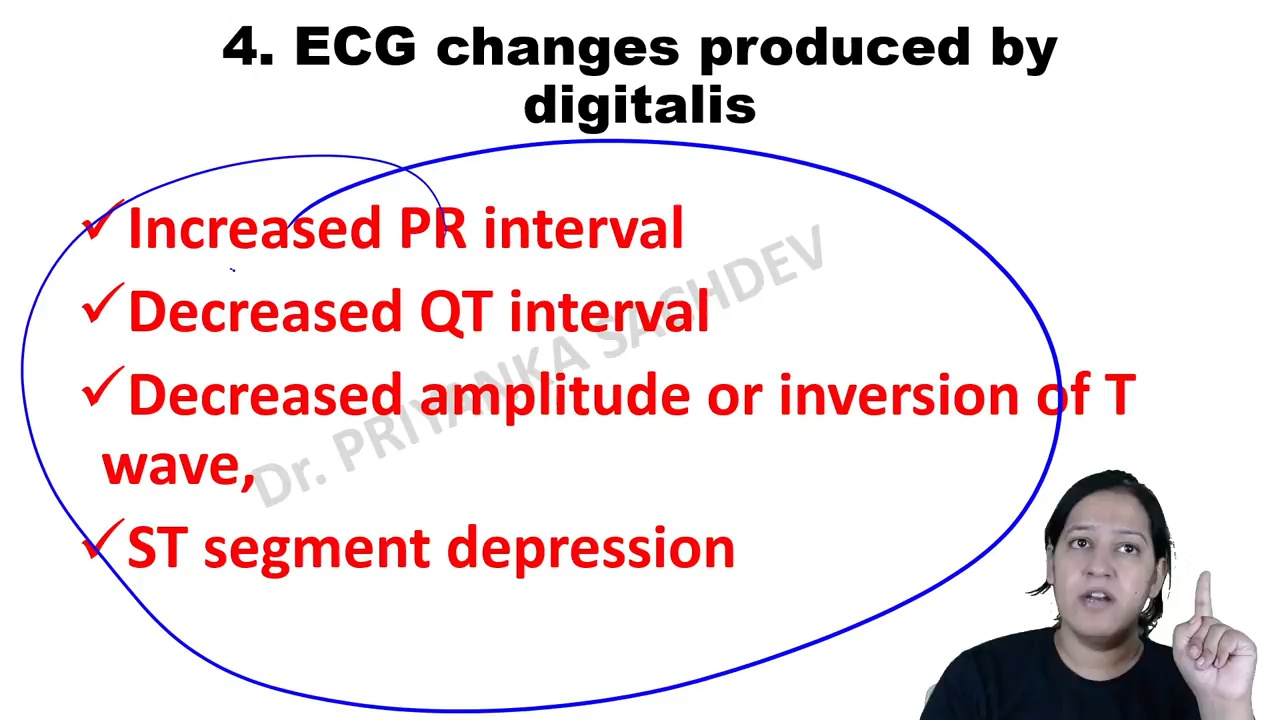 4. ECG changes produced by
digitalis
✓Increased PR interval
✓Decreased QT interval
✓Decreased amplitude or inversion of T
wave,
✓ST segment depression
Dr. PRIYANKA SACHDEV